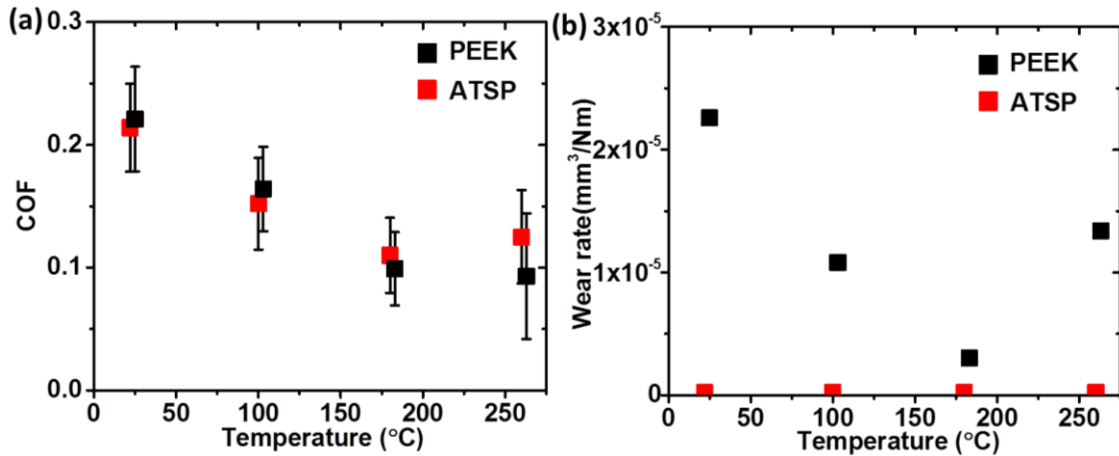 (a)
0.3
0.2
0.1
0.0
COF
PEEK
ATSP
0 50 100 150 200 250
Temperature (°C)
(b)
3x10⁻⁵
2x10⁻⁵
1x10⁻⁵
0
Wear rate(mm³/Nm)
PEEK
ATSP
0 50 100 150 200 250
Temperature (°C)